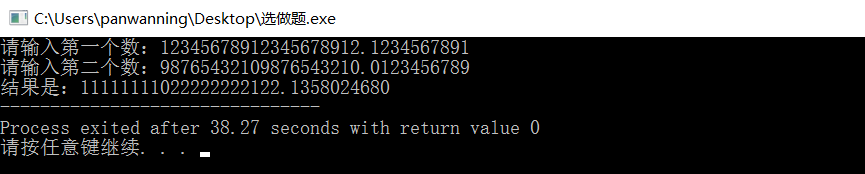 C:\Users\panwanning\Desktop\选做题.exe
请输入第一个数：12345678912345678912.1234567891
请输入第二个数：98765432109876543210.0123456789
结果是：111111111022222222122.1358024680
--------------------------------
Process exited after 38.27 seconds with return value 0
请按任意键继续. . .